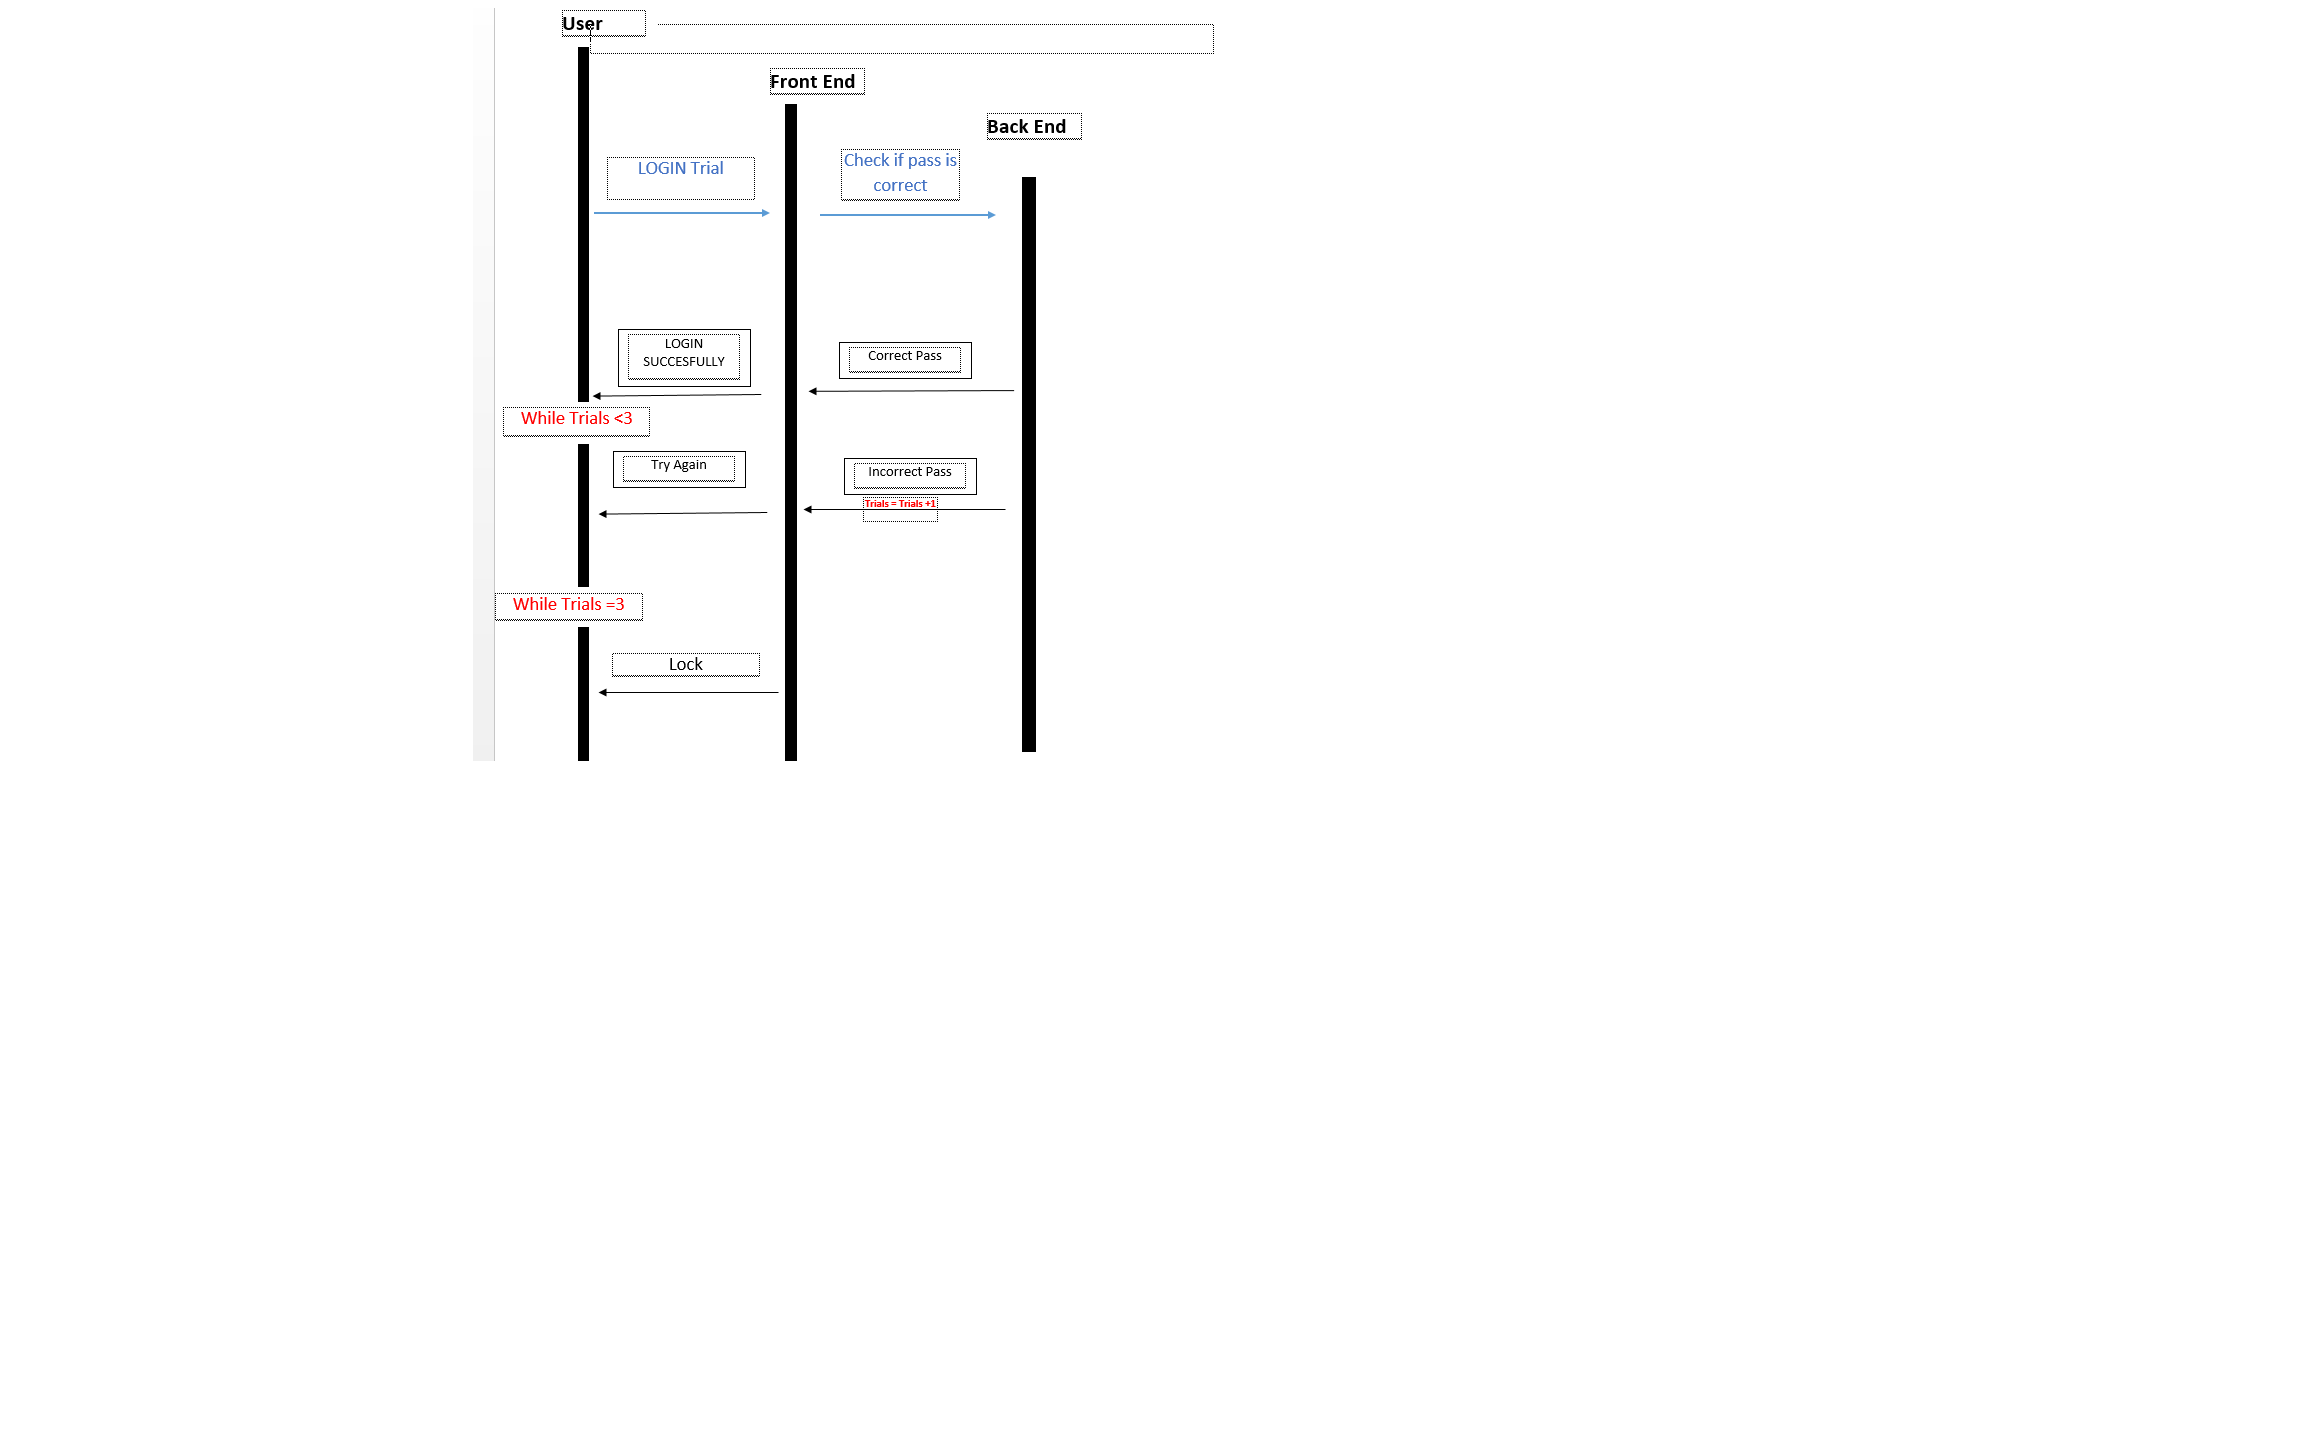 User
Front End
Back End
LOGIN Trial
Check if pass is
correct
LOGIN
SUCCESFULLY
Correct Pass
While Trials <3
Try Again
Incorrect Pass
Trials = Trials +1
While Trials =3
Lock